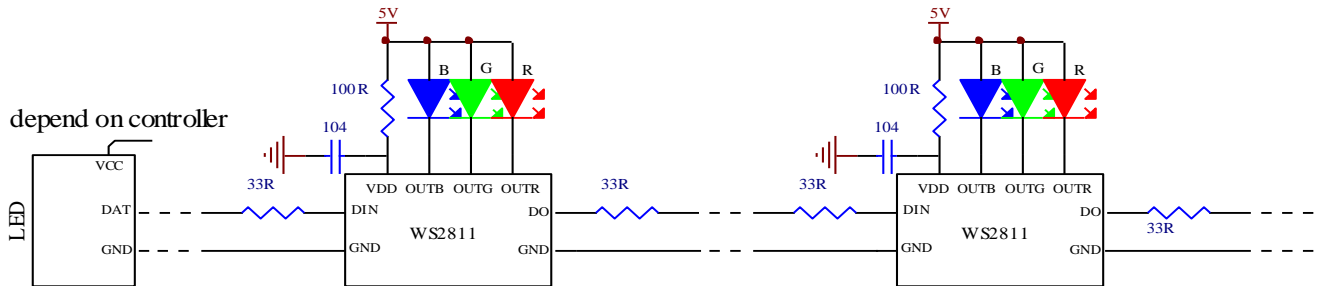 5V
5V
B G R
B G R
100R
100R
depend on controller
104
104
VCC
33R
VDD OUTB OUTG OUTR
33R
33R
VDD OUTB OUTG OUTR
LED
DAT
DIN
DO
DIN
DO
WS2811
WS2811
33R
GND
GND
GND
GND
GND